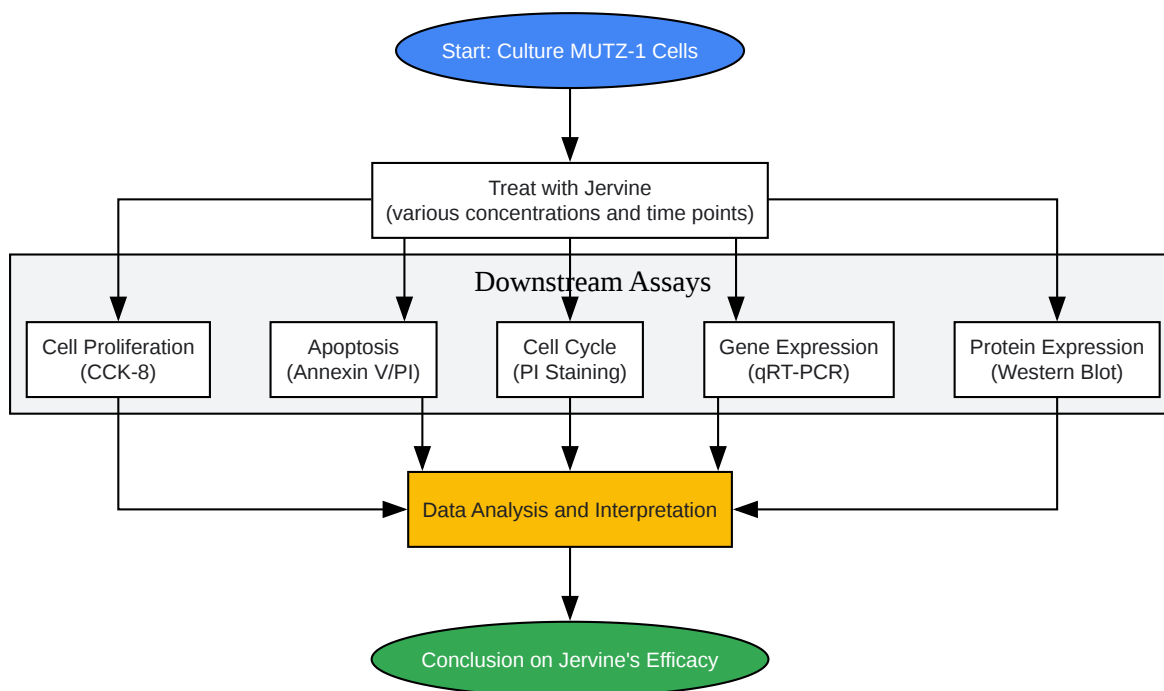 Start: Culture MUTZ-1 Cells
Treat with Jervine
(various concentrations and time points)
Downstream Assays
Cell Proliferation
(CCK-8)
Apoptosis
(Annexin V/PI)
Cell Cycle
(PI Staining)
Gene Expression
(qRT-PCR)
Protein Expression
(Western Blot)
Data Analysis and Interpretation
Conclusion on Jervine's Efficacy